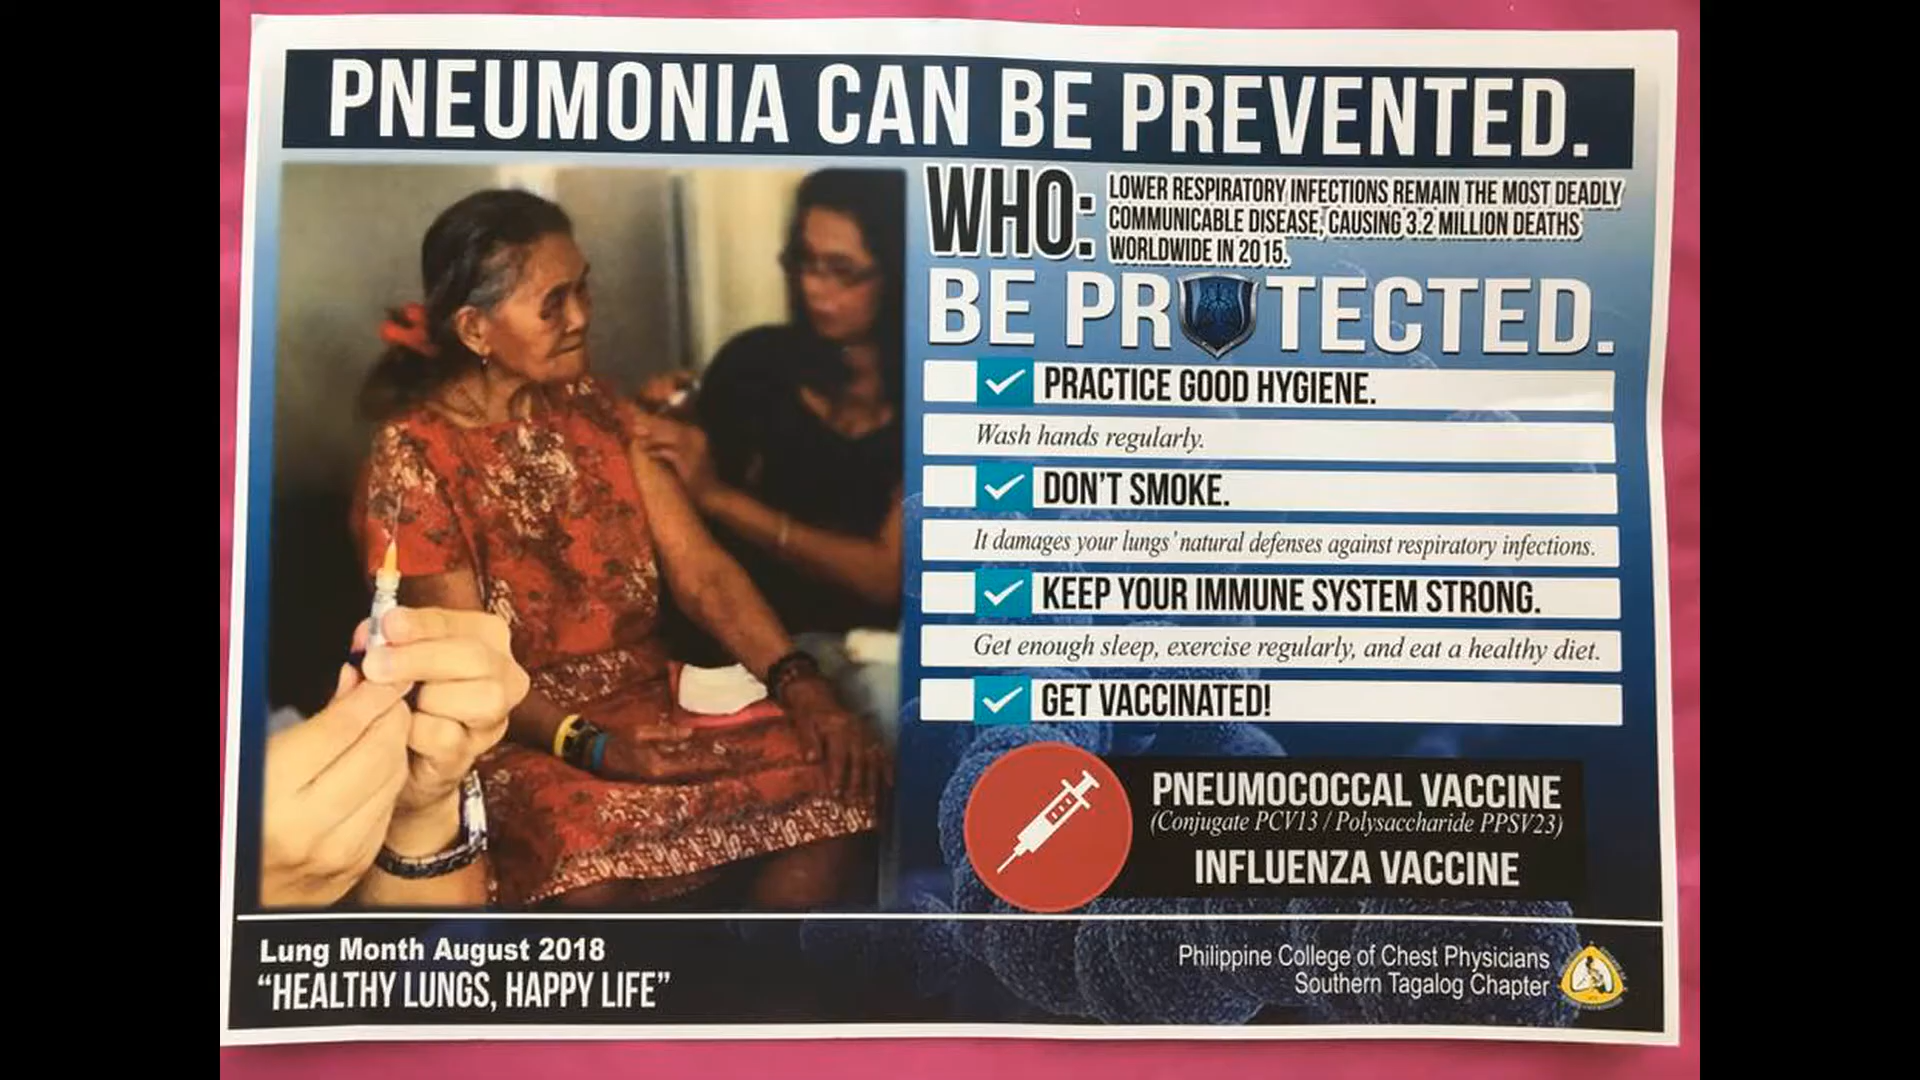 PNEUMONIA CAN BE PREVENTED.
WHO:
LOWER RESPIRATORY INFECTIONS REMAIN THE MOST DEADLY
COMMUNICABLE DISEASE, CAUSING 3.2 MILLION DEATHS
WORLDWIDE IN 2015.
BE PROTECTED.
PRACTICE GOOD HYGIENE.
Wash hands regularly.
DON'T SMOKE.
It damages your lungs' natural defenses against respiratory infections.
KEEP YOUR IMMUNE SYSTEM STRONG.
Get enough sleep, exercise regularly, and eat a healthy diet.
GET VACCINATED!
PNEUMOCOCCAL VACCINE
(Conjugate PCV13 / Polysaccharide PPSV23)
INFLUENZA VACCINE
Lung Month August 2018
"HEALTHY LUNGS, HAPPY LIFE"
Philippine College of Chest Physicians
Southern Tagalog Chapter